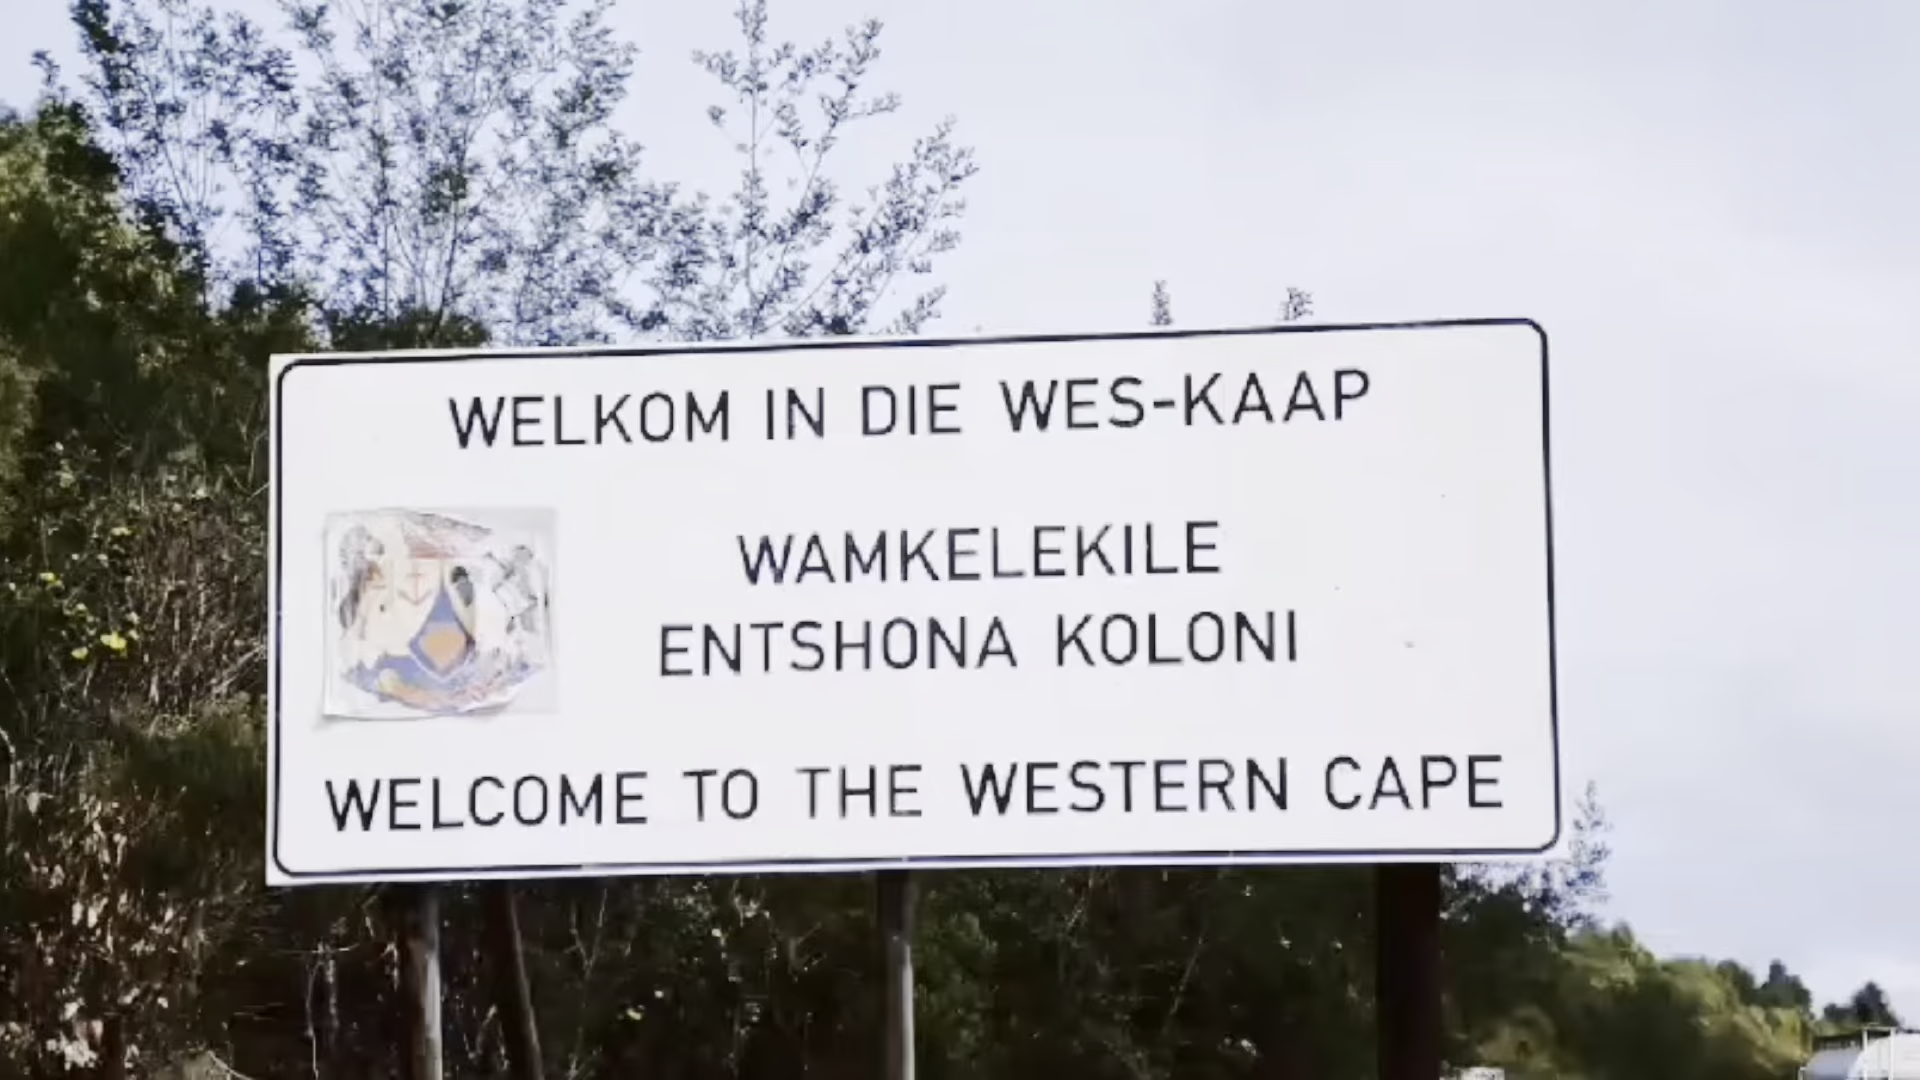 WELKOM IN DIE WES-KAAP
WAMKELEKILE
ENTSHONA KOLONI
WELCOME TO THE WESTERN CAPE